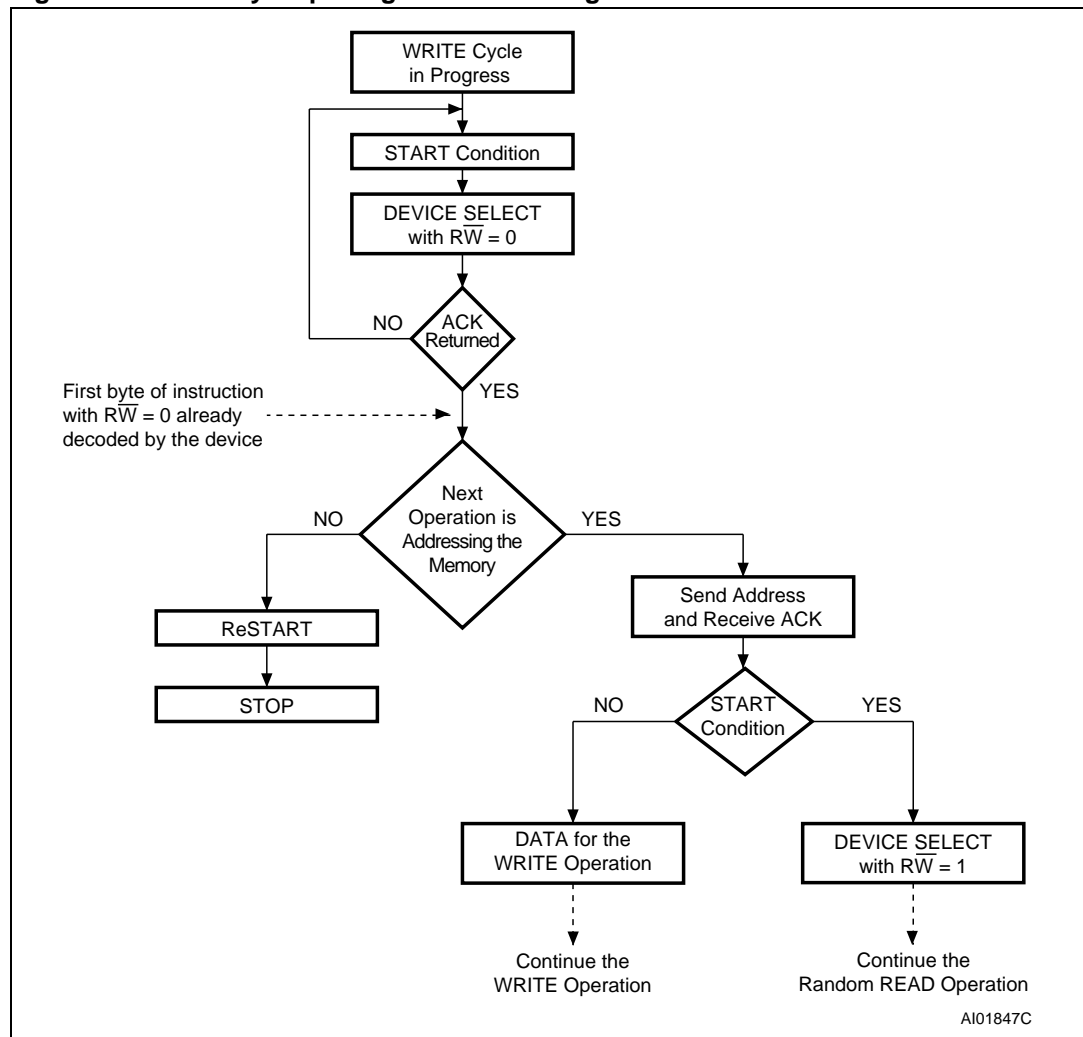 WRITE Cycle
in Progress
START Condition
DEVICE SELECT
with RW̅ = 0
NO
ACK
Returned
YES
First byte of instruction
with RW̅ = 0 already
decoded by the device
NO
Next
Operation is
Addressing the
Memory
YES
ReSTART
STOP
Send Address
and Receive ACK
NO
START
Condition
YES
DATA for the
WRITE Operation
DEVICE SELECT
with RW̅ = 1
Continue the
WRITE Operation
Continue the
Random READ Operation
AI01847C